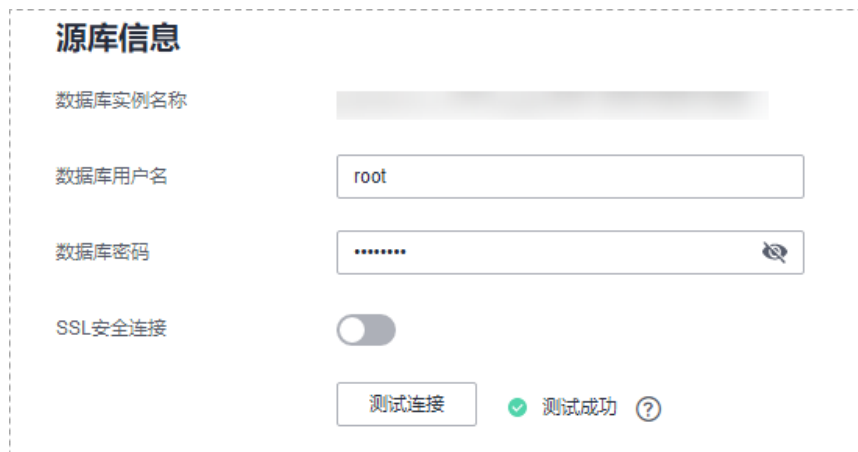 源库信息
数据库实例名称
数据库用户名 root
数据库密码 ••••••••
SSL安全连接
测试连接 测试成功 ?